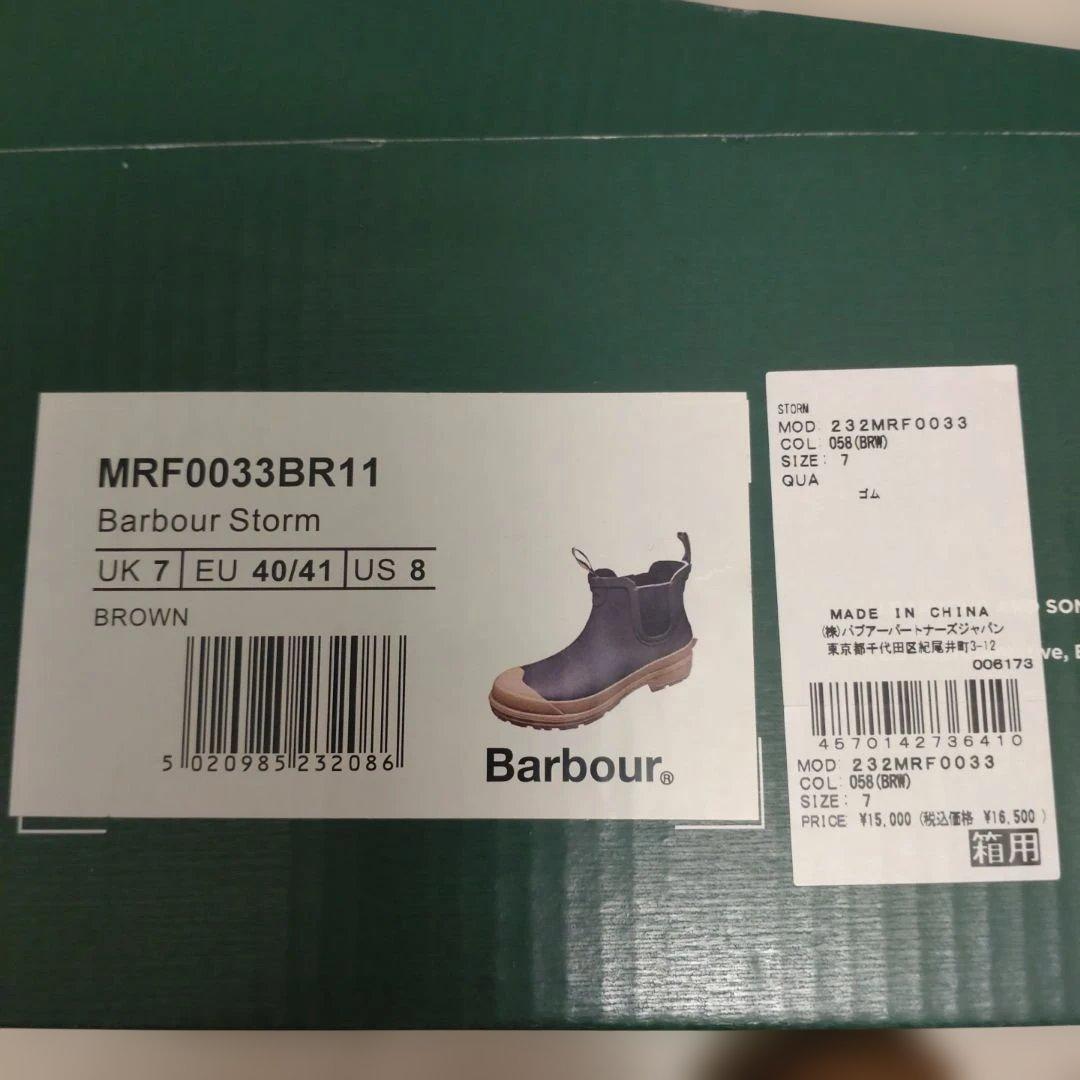 MRF0033BR11
Barbour Storm
UK 7 EU 40/41 US 8
BROWN
5 020985 232086
Barbour®
STORM
MOD 232MRF0033
COL: 058(BRW)
SIZE: 7
QUA
ゴム
MADE IN CHINA
(株)バブアーパートナーズジャパン
東京都千代田区紀尾井町3-12
006173
4570142736410
MOD: 232MRF0033
COL: 058(BRW)
SIZE: 7
PRICE ¥15,000 (税込価格 ¥16,500)
箱用
SON